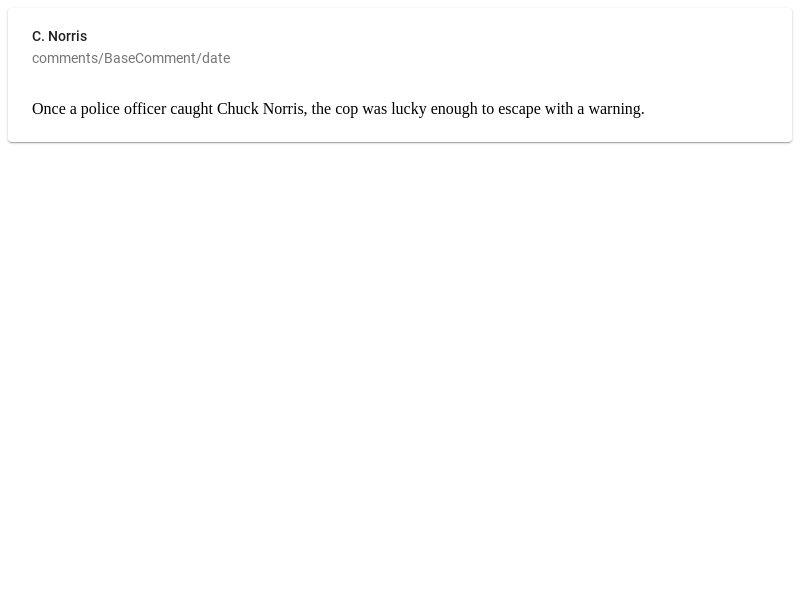 C. Norris
comments/BaseComment/date
Once a police officer caught Chuck Norris, the cop was lucky enough to escape with a warning.